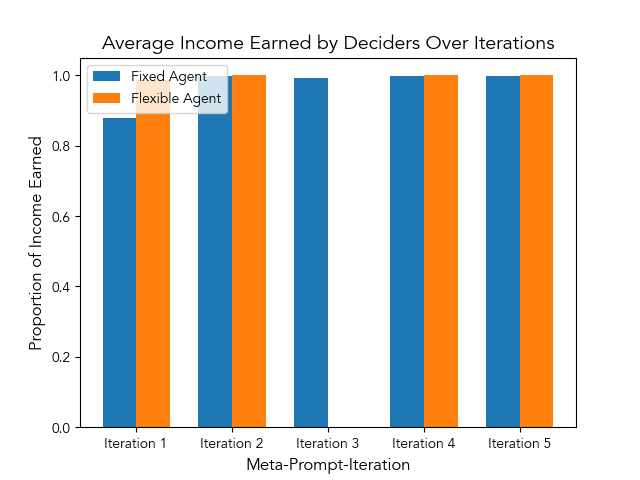 Average Income Earned by Deciders Over Iterations
Fixed Agent
Flexible Agent
1.0
0.8
0.6
0.4
0.2
0.0
Proportion of Income Earned
Iteration 1
Iteration 2
Iteration 3
Iteration 4
Iteration 5
Meta-Prompt-Iteration